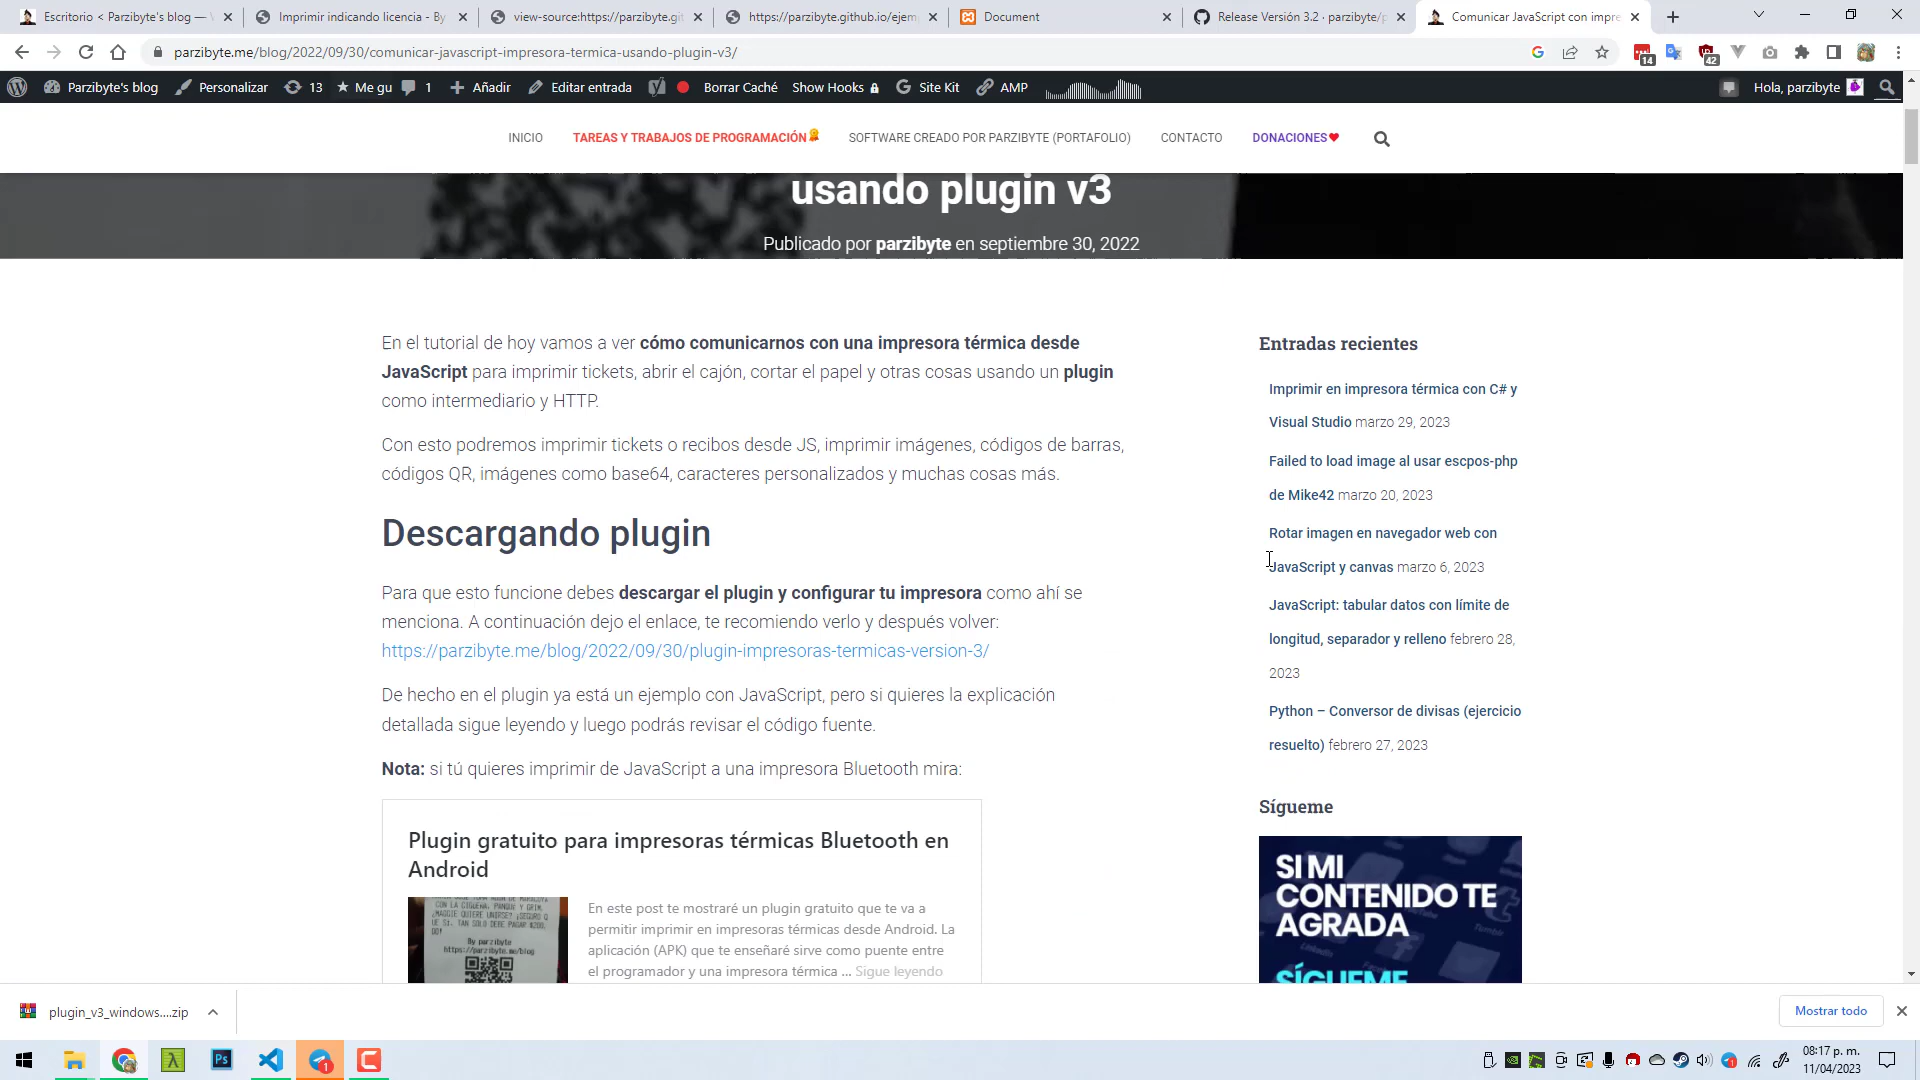 Escritorio < Parzibyte's blog —
Imprimir indicando licencia - By
view-source:https://parzibyte.git
https://parzibyte.github.io/ejem
Document
Release Versión 3.2 · parzibyte/p
Comunicar JavaScript con impre
parzibyte.me/blog/2022/09/30/comunicar-javascript-impresora-termica-usando-plugin-v3/
14
42
Parzibyte's blog
Personalizar
13
Me gu
1
Añadir
Editar entrada
Borrar Caché
Show Hooks
Site Kit
AMP
Hola, parzibyte
INICIO
TAREAS Y TRABAJOS DE PROGRAMACIÓN
SOFTWARE CREADO POR PARZIBYTE (PORTAFOLIO)
CONTACTO
DONACIONES
usando plugin v3
Publicado por parzibyte en septiembre 30, 2022
En el tutorial de hoy vamos a ver cómo comunicarnos con una impresora térmica desde
JavaScript para imprimir tickets, abrir el cajón, cortar el papel y otras cosas usando un plugin
como intermediario y HTTP.
Con esto podremos imprimir tickets o recibos desde JS, imprimir imágenes, códigos de barras,
códigos QR, imágenes como base64, caracteres personalizados y muchas cosas más.
Descargando plugin
Para que esto funcione debes descargar el plugin y configurar tu impresora como ahí se
menciona. A continuación dejo el enlace, te recomiendo verlo y después volver:
https://parzibyte.me/blog/2022/09/30/plugin-impresoras-termicas-version-3/
De hecho en el plugin ya está un ejemplo con JavaScript, pero si quieres la explicación
detallada sigue leyendo y luego podrás revisar el código fuente.
Nota: si tú quieres imprimir de JavaScript a una impresora Bluetooth mira:
Plugin gratuito para impresoras térmicas Bluetooth en
Android
By parzibyte
https://parzibyte.me/blog
En este post te mostraré un plugin gratuito que te va a
permitir imprimir en impresoras térmicas desde Android. La
aplicación (APK) que te enseñaré sirve como puente entre
el programador y una impresora térmica ... Sigue leyendo
Entradas recientes
Imprimir en impresora térmica con C# y
Visual Studio marzo 29, 2023
Failed to load image al usar escpos-php
de Mike42 marzo 20, 2023
Rotar imagen en navegador web con
JavaScript y canvas marzo 6, 2023
JavaScript: tabular datos con límite de
longitud, separador y relleno febrero 28,
2023
Python – Conversor de divisas (ejercicio
resuelto) febrero 27, 2023
Sígueme
SI MI
CONTENIDO TE
AGRADA
SÍGUEME
plugin_v3_windows....zip
Mostrar todo
Ps
1
08:17 p. m.
11/04/2023